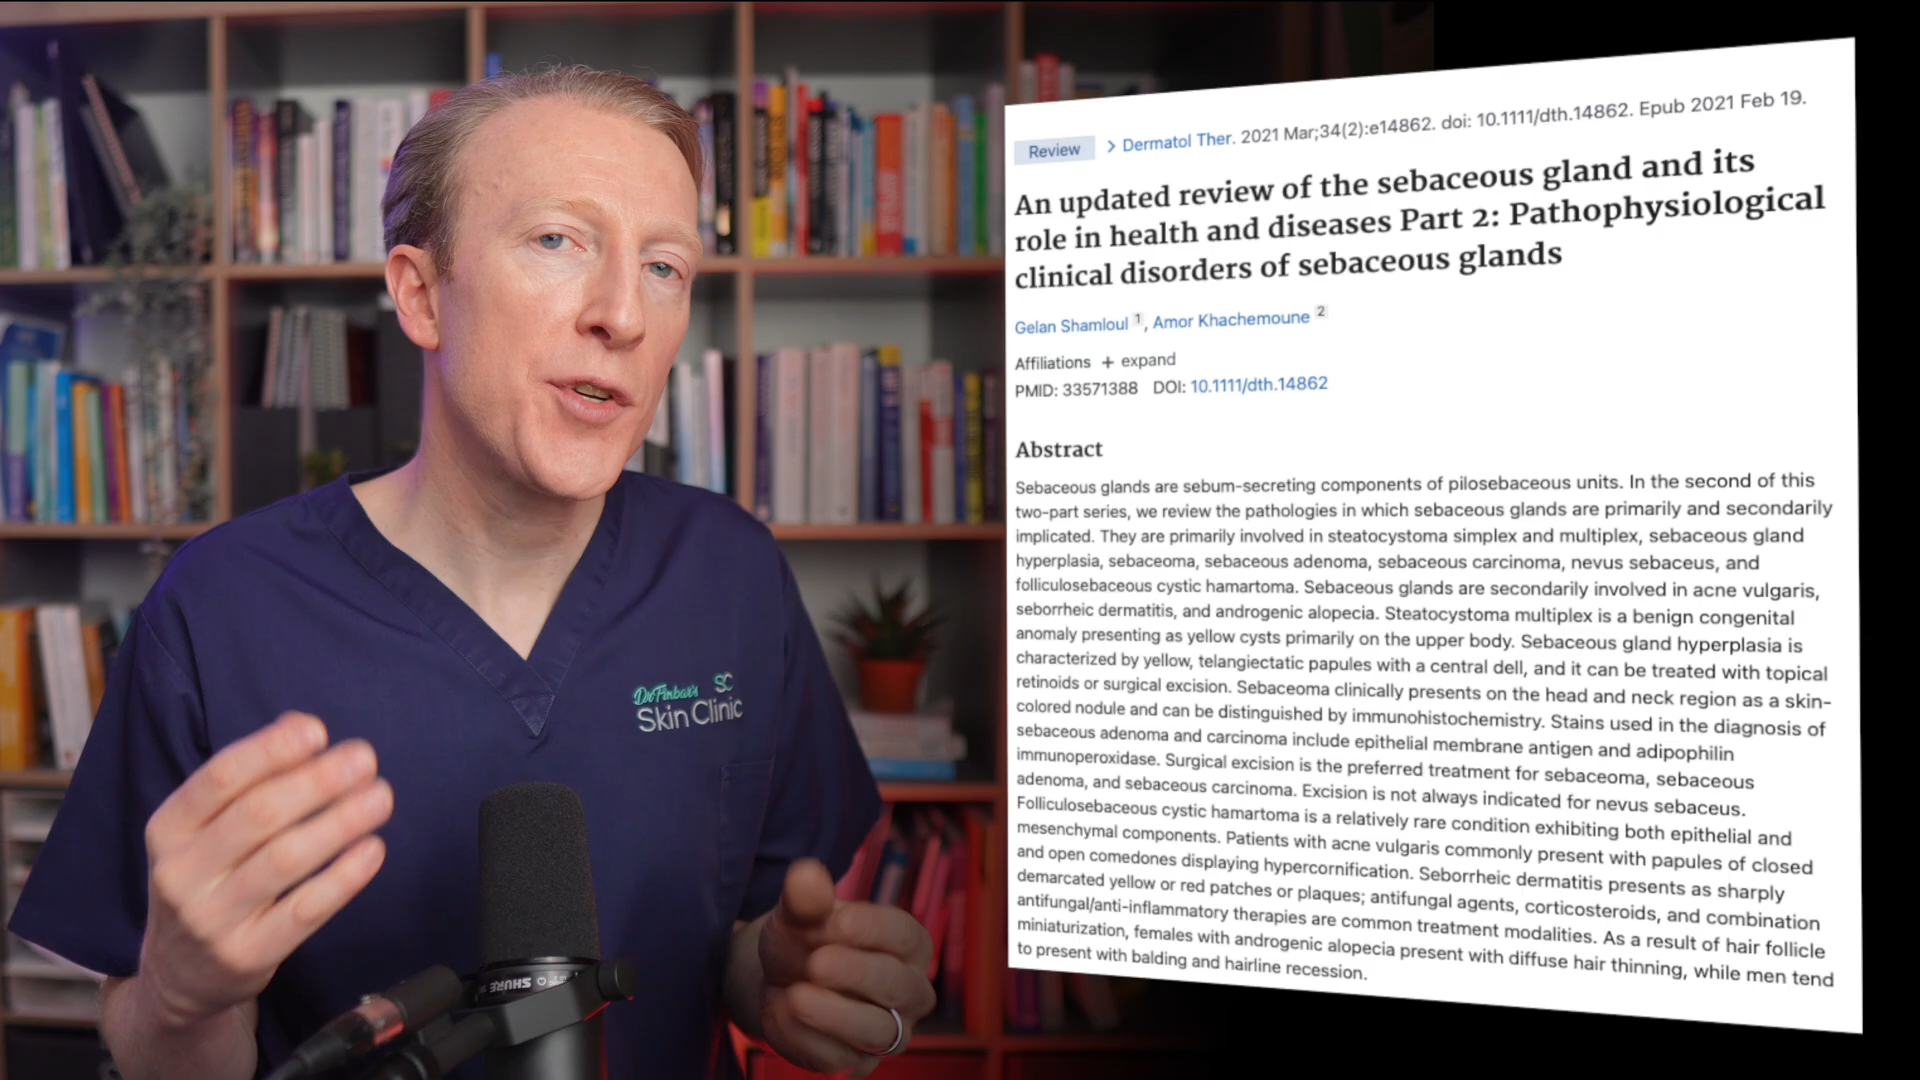 Review > Dermatol Ther. 2021 Mar;34(2):e14862. doi: 10.1111/dth.14862. Epub 2021 Feb 19.
An updated review of the sebaceous gland and its
role in health and diseases Part 2: Pathophysiological
clinical disorders of sebaceous glands
Gelan Shamloul 1, Amor Khachemoune 2
Affiliations + expand
PMID: 33571388 DOI: 10.1111/dth.14862
Abstract
Sebaceous glands are sebum-secreting components of pilosebaceous units. In the second of this
two-part series, we review the pathologies in which sebaceous glands are primarily and secondarily
implicated. They are primarily involved in steatocystoma simplex and multiplex, sebaceous gland
hyperplasia, sebaceoma, sebaceous adenoma, sebaceous carcinoma, nevus sebaceus, and
folliculosebaceous cystic hamartoma. Sebaceous glands are secondarily involved in acne vulgaris,
seborrheic dermatitis, and androgenic alopecia. Steatocystoma multiplex is a benign congenital
anomaly presenting as yellow cysts primarily on the upper body. Sebaceous gland hyperplasia is
characterized by yellow, telangiectatic papules with a central dell, and it can be treated with topical
retinoids or surgical excision. Sebaceoma clinically presents on the head and neck region as a skin-
colored nodule and can be distinguished by immunohistochemistry. Stains used in the diagnosis of
sebaceous adenoma and carcinoma include epithelial membrane antigen and adipophilin
immunoperoxidase. Surgical excision is the preferred treatment for sebaceoma, sebaceous
adenoma, and sebaceous carcinoma. Excision is not always indicated for nevus sebaceus.
Folliculosebaceous cystic hamartoma is a relatively rare condition exhibiting both epithelial and
mesenchymal components. Patients with acne vulgaris commonly present with papules of closed
and open comedones displaying hypercornification. Seborrheic dermatitis presents as sharply
demarcated yellow or red patches or plaques; antifungal agents, corticosteroids, and combination
antifungal/anti-inflammatory therapies are common treatment modalities. As a result of hair follicle
miniaturization, females with androgenic alopecia present with diffuse hair thinning, while men tend
to present with balding and hairline recession.
SC
Skin Clinic
SHURE